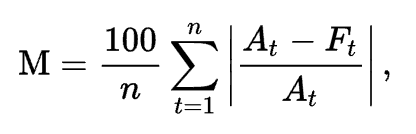 M = \frac{100}{n} \sum_{t=1}^{n} \left| \frac{A_t - F_t}{A_t} \right| ,